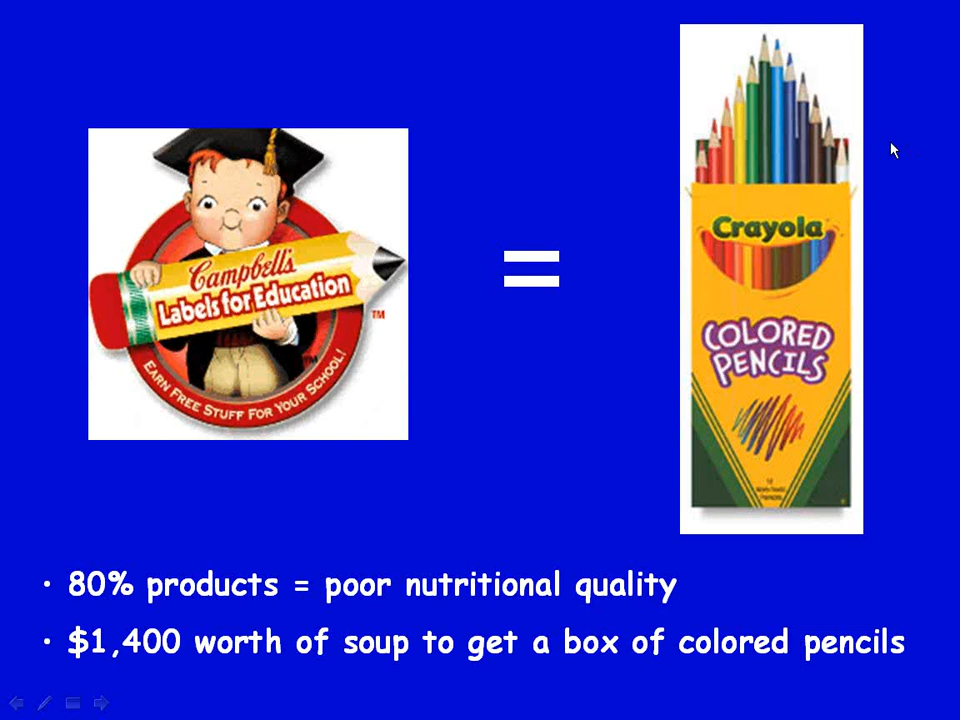 Campbell's
Labels for Education
TM
TM
EARN FREE STUFF FOR YOUR SCHOOL!
=
Crayola
COLORED
PENCILS
• 80% products = poor nutritional quality
• $1,400 worth of soup to get a box of colored pencils